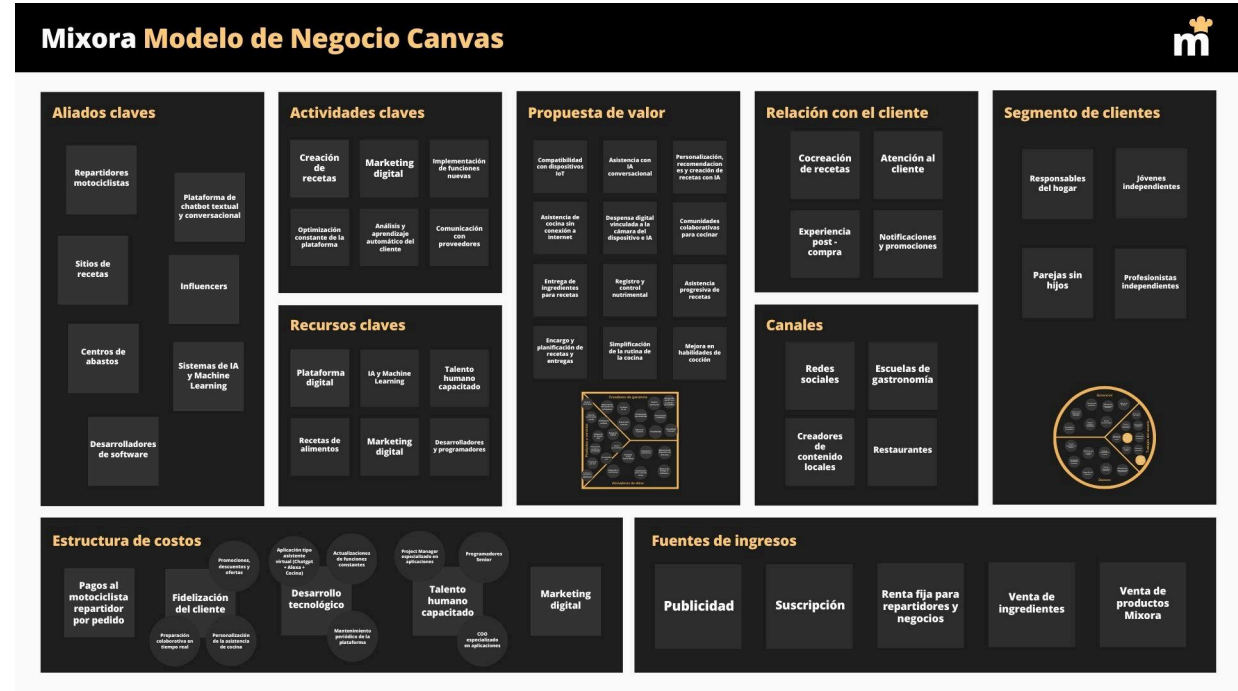 Mixora Modelo de Negocio Canvas
m
Aliados claves
Repartidores
motociclistas
Plataforma de
chatbot textual
y conversacional
Sitios de
recetas
Influencers
Centros de
abastos
Sistemas de IA
y Machine
Learning
Desarrolladores
de software
Actividades claves
Creación
de
recetas
Marketing
digital
Implementación
de funciones
nuevas
Optimización
constante de la
plataforma
Análisis y
aprendizaje
automático del
cliente
Comunicación
con
proveedores
Recursos claves
Plataforma
digital
IA y Machine
Learning
Talento
humano
capacitado
Recetas de
alimentos
Marketing
digital
Desarrolladores
y programadores
Propuesta de valor
Compatibilidad
con dispositivos
IoT
Asistencia con
IA
conversacional
Personalización,
recomendacion
es y creación de
recetas con IA
Asistencia de
cocina sin
conexión a
internet
Despensa digital
vinculada a la
cámara del
dispositivo e IA
Comunidades
colaborativas
para cocinar
Entrega de
ingredientes
para recetas
Registro y
control
nutrimental
Asistencia
progresiva de
recetas
Encargo y
planificación de
recetas y
entregas
Simplificación
de la rutina de
la cocina
Mejora en
habilidades de
cocción
Relación con el cliente
Cocreación
de recetas
Atención al
cliente
Experiencia
post -
compra
Notificaciones
y promociones
Canales
Redes
sociales
Escuelas de
gastronomía
Creadores
de
contenido
locales
Restaurantes
Segmento de clientes
Responsables
del hogar
Jóvenes
independientes
Parejas sin
hijos
Profesionistas
independientes
Estructura de costos
Pagos al
motociclista
repartidor
por pedido
Promociones,
descuentos y
ofertas
Fidelización
del cliente
Preparación
colaborativa en
tiempo real
Personalización
de la asistencia
de cocina
Aplicación tipo
asistente
virtual (Chatgpt
+ Alexa +
Cocina)
Actualizaciones
de funciones
constantes
Desarrollo
tecnológico
Mantenimiento
periódico de la
plataforma
Project Manager
especializado en
aplicaciones
Programadores
Senior
Talento
humano
capacitado
COO
especializado
en aplicaciones
Marketing
digital
Fuentes de ingresos
Publicidad
Suscripción
Renta fija para
repartidores y
negocios
Venta de
ingredientes
Venta de
productos
Mixora